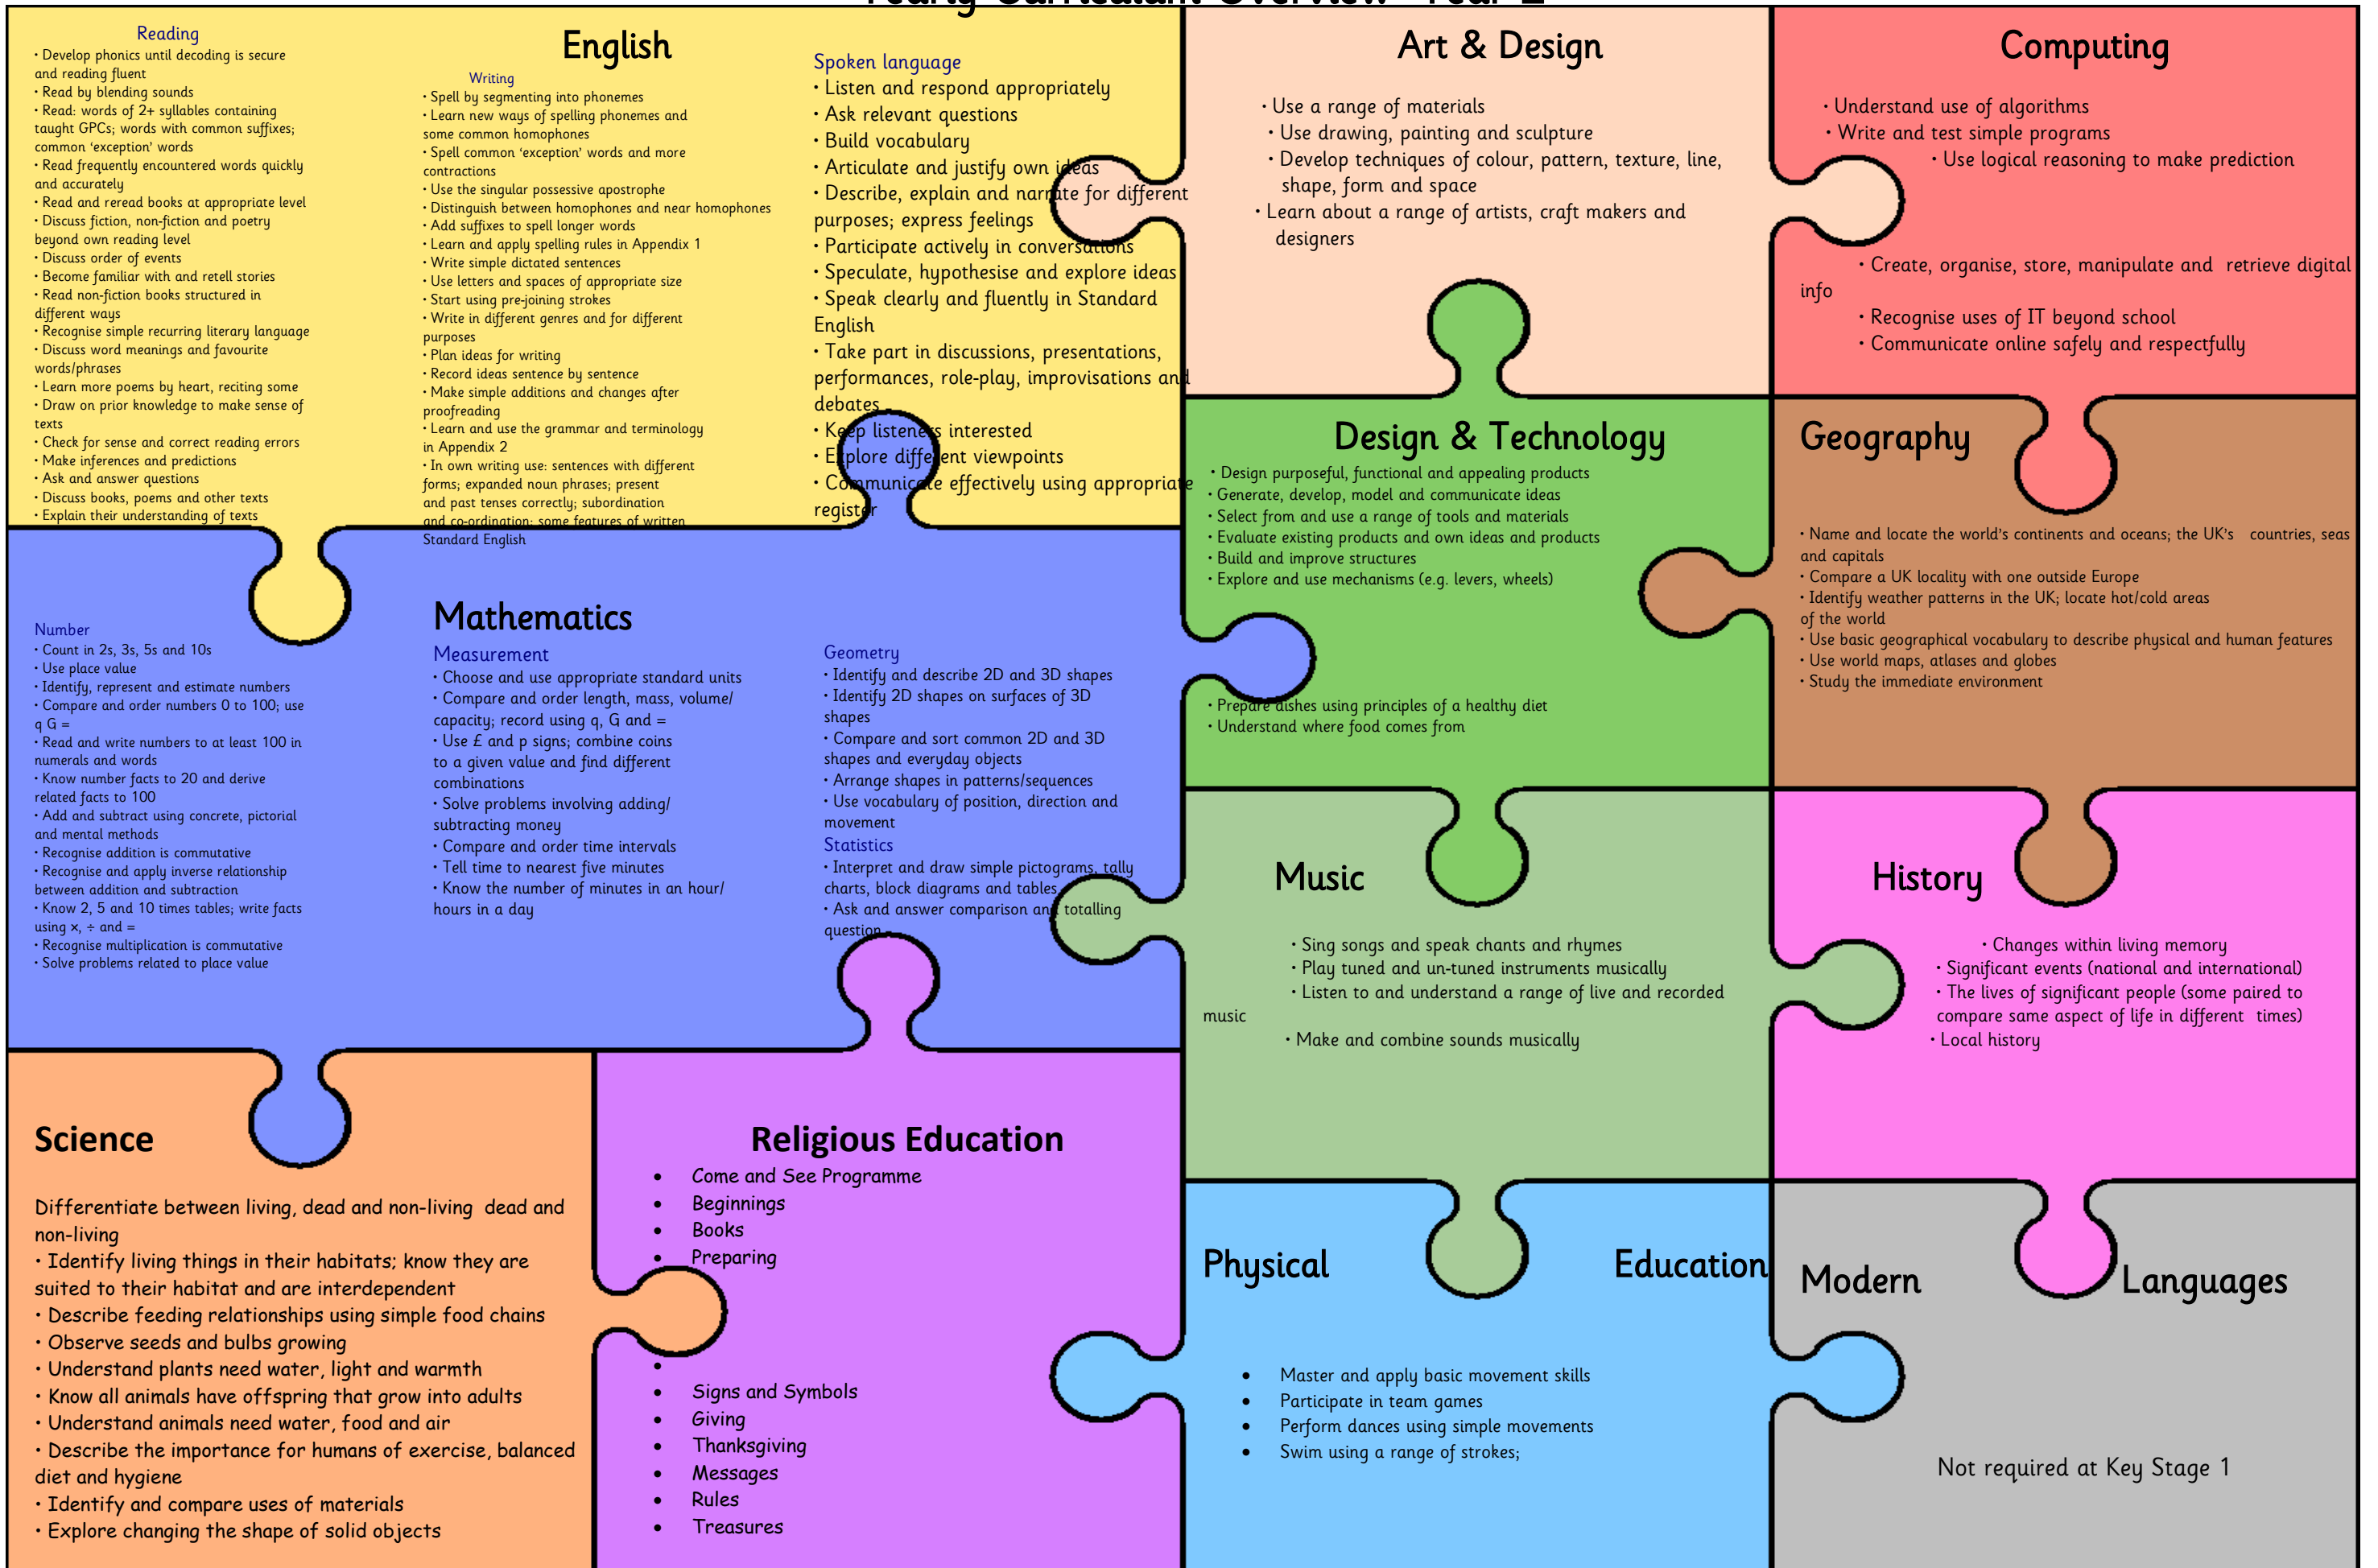 Yearly Curriculum Overview Year 2
English
Reading
• Develop phonics until decoding is secure
and reading fluent
• Read by blending sounds
• Read: words of 2+ syllables containing
taught GPCs; words with common suffixes;
common ‘exception’ words
• Read frequently encountered words quickly
and accurately
• Read and reread books at appropriate level
• Discuss fiction, non-fiction and poetry
beyond own reading level
• Discuss order of events
• Become familiar with and retell stories
• Read non-fiction books structured in
different ways
• Recognise simple recurring literary language
• Discuss word meanings and favourite
words/phrases
• Learn more poems by heart, reciting some
• Draw on prior knowledge to make sense of
texts
• Check for sense and correct reading errors
• Make inferences and predictions
• Ask and answer questions
• Discuss books, poems and other texts
• Explain their understanding of texts
Writing
• Spell by segmenting into phonemes
• Learn new ways of spelling phonemes and
some common homophones
• Spell common ‘exception’ words and more
contractions
• Use the singular possessive apostrophe
• Distinguish between homophones and near homophones
• Add suffixes to spell longer words
• Learn and apply spelling rules in Appendix 1
• Write simple dictated sentences
• Use letters and spaces of appropriate size
• Start using pre-joining strokes
• Write in different genres and for different
purposes
• Plan ideas for writing
• Record ideas sentence by sentence
• Make simple additions and changes after
proofreading
• Learn and use the grammar and terminology
in Appendix 2
• In own writing use: sentences with different
forms; expanded noun phrases; present
and past tenses correctly; subordination
and co-ordination; some features of written
Standard English
Spoken language
• Listen and respond appropriately
• Ask relevant questions
• Build vocabulary
• Articulate and justify own ideas
• Describe, explain and narrate for different
purposes; express feelings
• Participate actively in conversations
• Speculate, hypothesise and explore ideas
• Speak clearly and fluently in Standard
English
• Take part in discussions, presentations,
performances, role-play, improvisations and
debates
• Keep listeners interested
• Explore different viewpoints
• Communicate effectively using appropriate
register
Art & Design
• Use a range of materials
• Use drawing, painting and sculpture
• Develop techniques of colour, pattern, texture, line,
shape, form and space
• Learn about a range of artists, craft makers and
designers
Computing
• Understand use of algorithms
• Write and test simple programs
• Use logical reasoning to make prediction
• Create, organise, store, manipulate and retrieve digital
info
• Recognise uses of IT beyond school
• Communicate online safely and respectfully
Design & Technology
• Design purposeful, functional and appealing products
• Generate, develop, model and communicate ideas
• Select from and use a range of tools and materials
• Evaluate existing products and own ideas and products
• Build and improve structures
• Explore and use mechanisms (e.g. levers, wheels)
• Prepare dishes using principles of a healthy diet
• Understand where food comes from
Geography
• Name and locate the world’s continents and oceans; the UK’s countries, seas
and capitals
• Compare a UK locality with one outside Europe
• Identify weather patterns in the UK; locate hot/cold areas
of the world
• Use basic geographical vocabulary to describe physical and human features
• Use world maps, atlases and globes
• Study the immediate environment
Mathematics
Number
• Count in 2s, 3s, 5s and 10s
• Use place value
• Identify, represent and estimate numbers
• Compare and order numbers 0 to 100; use
q G =
• Read and write numbers to at least 100 in
numerals and words
• Know number facts to 20 and derive
related facts to 100
• Add and subtract using concrete, pictorial
and mental methods
• Recognise addition is commutative
• Recognise and apply inverse relationship
between addition and subtraction
• Know 2, 5 and 10 times tables; write facts
using ×, ÷ and =
• Recognise multiplication is commutative
• Solve problems related to place value
Measurement
• Choose and use appropriate standard units
• Compare and order length, mass, volume/
capacity; record using q, G and =
• Use £ and p signs; combine coins
to a given value and find different
combinations
• Solve problems involving adding/
subtracting money
• Compare and order time intervals
• Tell time to nearest five minutes
• Know the number of minutes in an hour/
hours in a day
Geometry
• Identify and describe 2D and 3D shapes
• Identify 2D shapes on surfaces of 3D
shapes
• Compare and sort common 2D and 3D
shapes and everyday objects
• Arrange shapes in patterns/sequences
• Use vocabulary of position, direction and
movement
Statistics
• Interpret and draw simple pictograms, tally
charts, block diagrams and tables
• Ask and answer comparison and totalling
question
Music
• Sing songs and speak chants and rhymes
• Play tuned and un-tuned instruments musically
• Listen to and understand a range of live and recorded
music
• Make and combine sounds musically
History
• Changes within living memory
• Significant events (national and international)
• The lives of significant people (some paired to
compare same aspect of life in different times)
• Local history
Science
Differentiate between living, dead and non-living dead and
non-living
• Identify living things in their habitats; know they are
suited to their habitat and are interdependent
• Describe feeding relationships using simple food chains
• Observe seeds and bulbs growing
• Understand plants need water, light and warmth
• Know all animals have offspring that grow into adults
• Understand animals need water, food and air
• Describe the importance for humans of exercise, balanced
diet and hygiene
• Identify and compare uses of materials
• Explore changing the shape of solid objects
Religious Education
• Come and See Programme
• Beginnings
• Books
• Preparing
•
• Signs and Symbols
• Giving
• Thanksgiving
• Messages
• Rules
• Treasures
Physical Education
• Master and apply basic movement skills
• Participate in team games
• Perform dances using simple movements
• Swim using a range of strokes;
Modern Languages
Not required at Key Stage 1